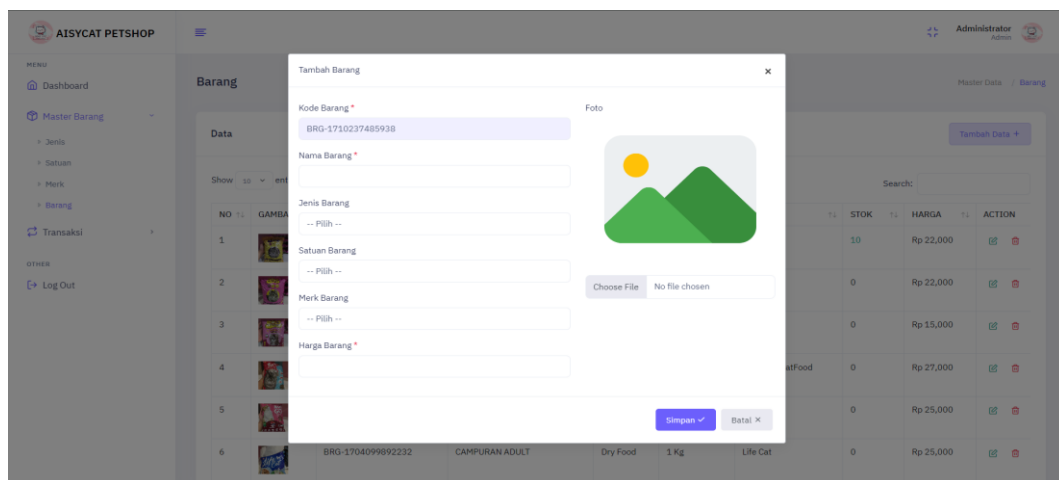 AISYCAT PETSHOP
Administrator
Admin
MENU
Dashboard
Master Barang
Jenis
Satuan
Merk
Barang
Transaksi
OTHER
Log Out
Barang
Master Data / Barang
Data
Tambah Data +
Show 10 ent
Search:
NO GAMBA STOK HARGA ACTION
1 10 Rp 22,000
2 0 Rp 22,000
3 0 Rp 15,000
4 atFood 0 Rp 27,000
5 0 Rp 25,000
6 BRG-1704099892232 CAMPURAN ADULT Dry Food 1 Kg Life Cat 0 Rp 25,000
Tambah Barang ×
Kode Barang *
BRG-1710237485938
Nama Barang *
Jenis Barang
-- Pilih --
Satuan Barang
-- Pilih --
Merk Barang
-- Pilih --
Harga Barang *
Foto
Choose File No file chosen
Simpan ✓ Batal ×